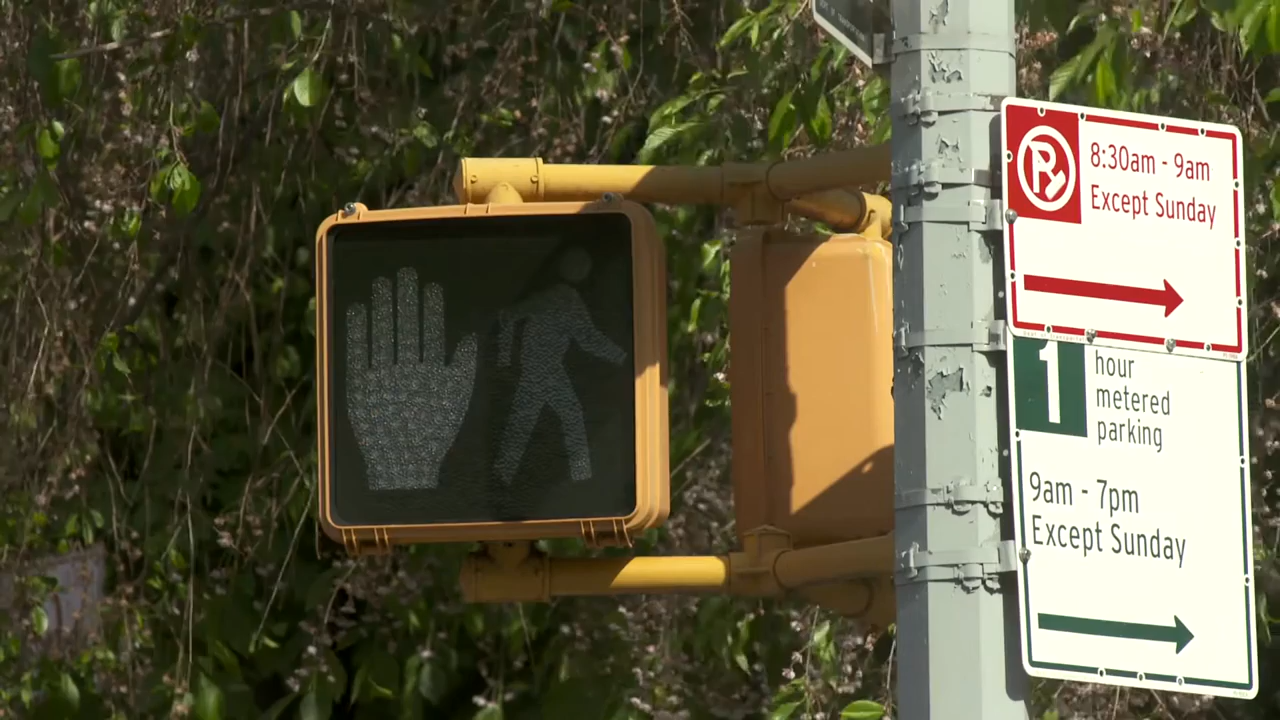 P
8:30am - 9am
Except Sunday
1
hour
metered
parking
9am - 7pm
Except Sunday